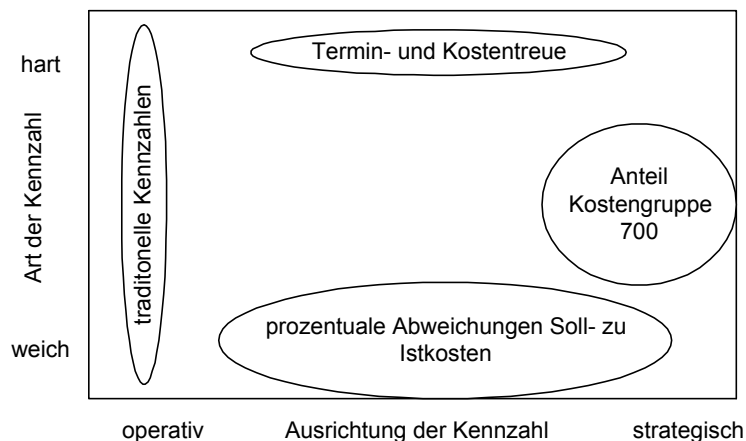 Termin- und Kostentreue
hart
Art der Kennzahl
traditonelle Kennzahlen
Anteil
Kostengruppe
700
prozentuale Abweichungen Soll- zu
Istkosten
weich
operativ
Ausrichtung der Kennzahl
strategisch